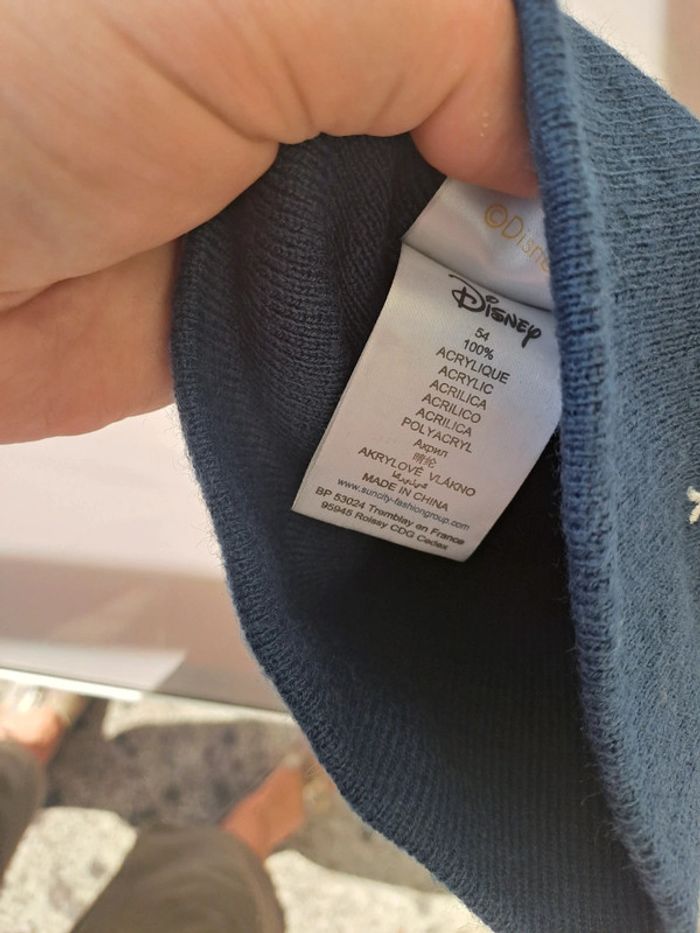 ©Disne
Disney
54
100%
ACRYLIQUE
ACRYLIC
ACRILICA
ACRILICO
ACRILICA
POLYACRYL
Акрил
腈纶
AKRYLOVÉ VLÁKNO
MADE IN CHINA
www.suncity-fashiongroup.com
BP 53024 Tremblay en France
95945 Roissy CDG Cedex